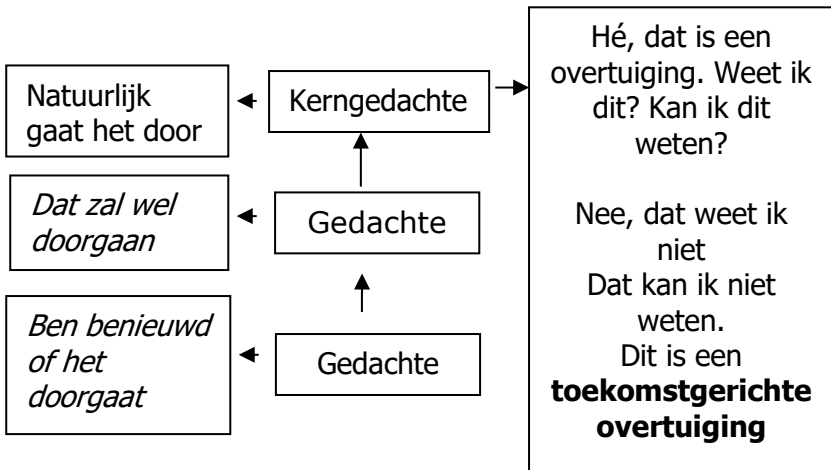 Natuurlijk
gaat het door
Kerngedachte
Hé, dat is een
overtuiging. Weet ik
dit? Kan ik dit
weten?
Nee, dat weet ik
niet
Dat kan ik niet
weten.
Dit is een
toekomstgerichte
overtuiging
Dat zal wel
doorgaan
Gedachte
Ben benieuwd
of het
doorgaat
Gedachte